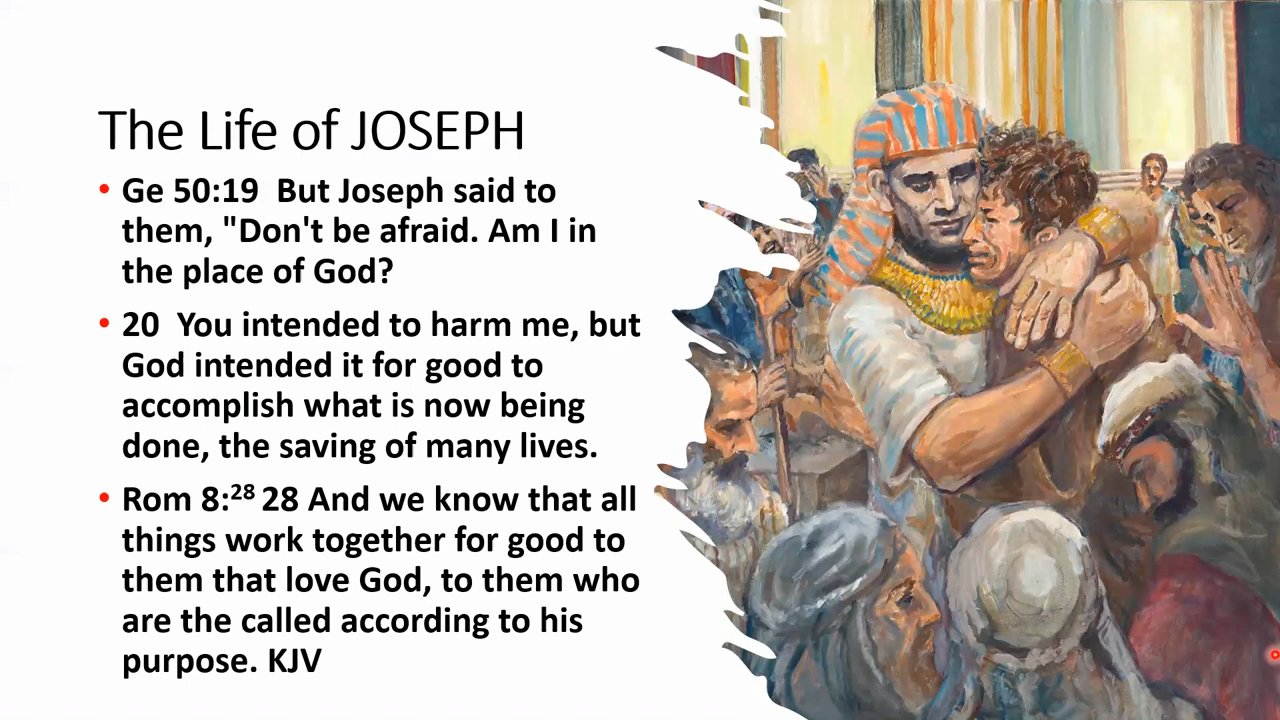 The Life of JOSEPH
• Ge 50:19  But Joseph said to
them, "Don't be afraid. Am I in
the place of God?
• 20  You intended to harm me, but
God intended it for good to
accomplish what is now being
done, the saving of many lives.
• Rom 8:28 28 And we know that all
things work together for good to
them that love God, to them who
are the called according to his
purpose. KJV